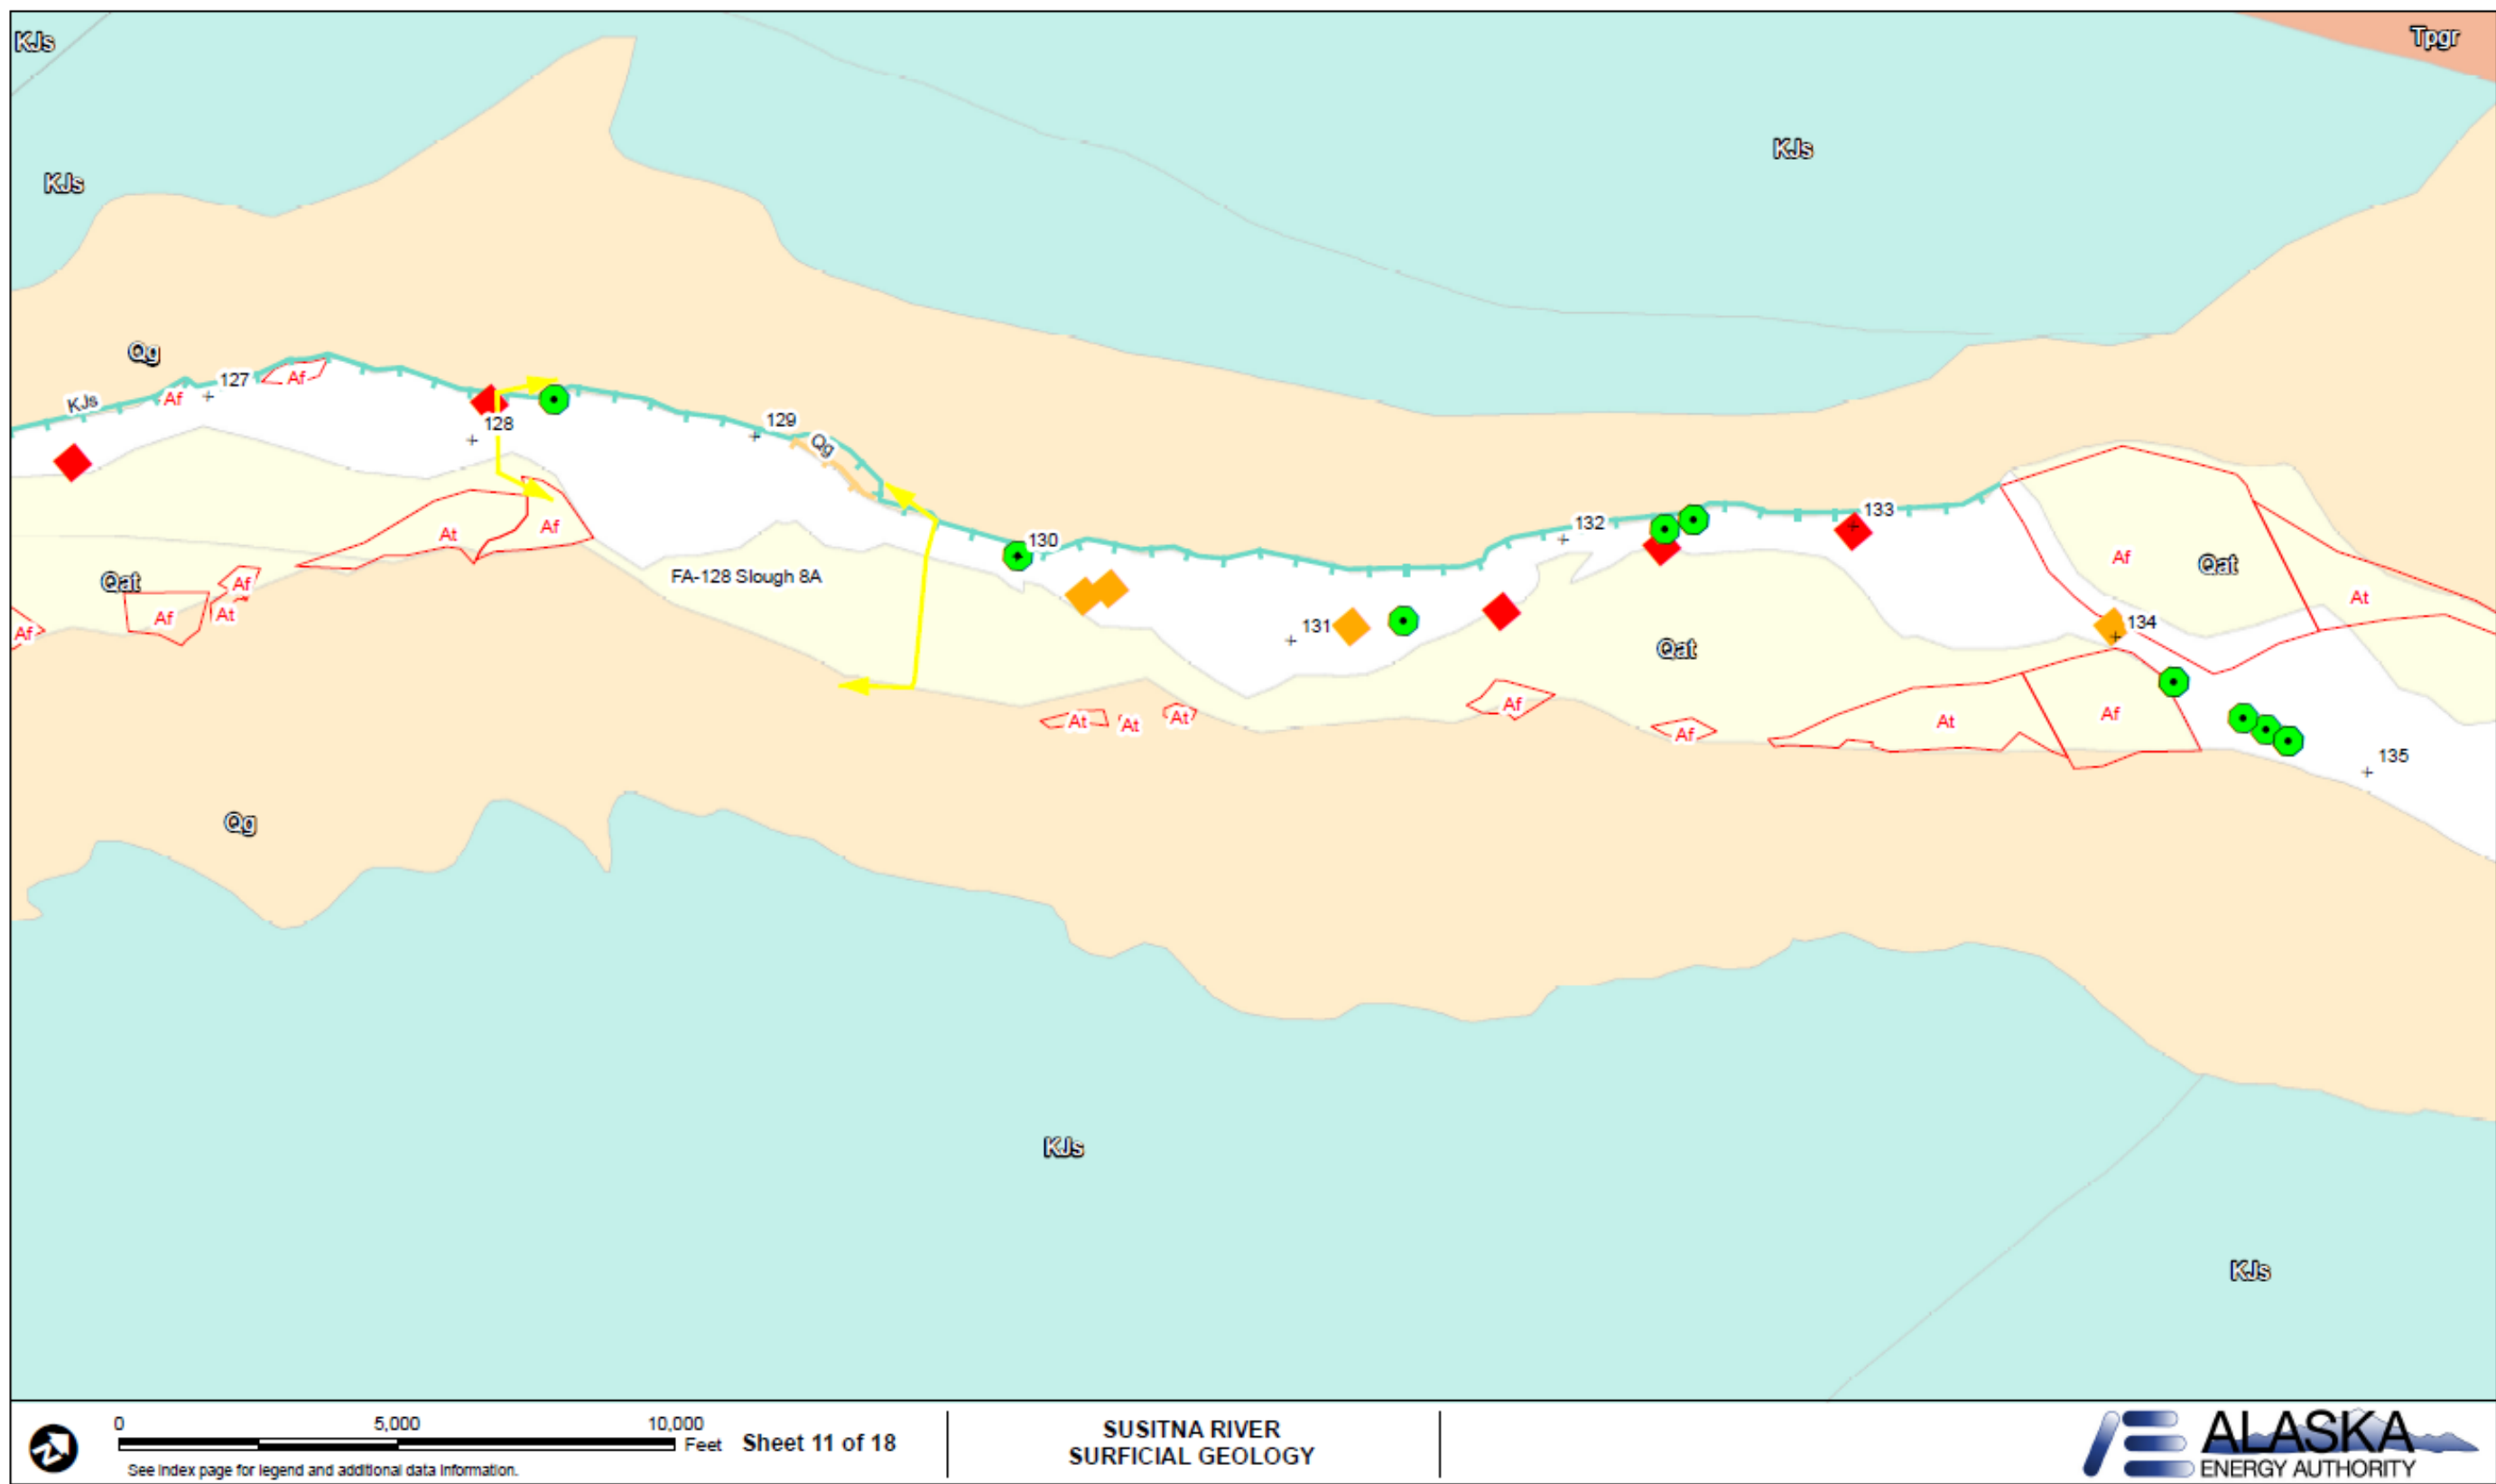 KJs
Tpgr
KJs
KJs
Qg
127
Af
KJs
Af
128
129
Qg
130
132
133
131
134
135
At
Af
FA-128 Slough 8A
Qat
Af
Af
At
Af
Af
Qat
At
Qat
Af
At
At
At
Af
At
Af
Qg
KJs
KJs
0 5,000 10,000
Feet
See Index page for legend and additional data Information.
N
Sheet 11 of 18
SUSITNA RIVER
SURFICIAL GEOLOGY
ALASKA
ENERGY AUTHORITY